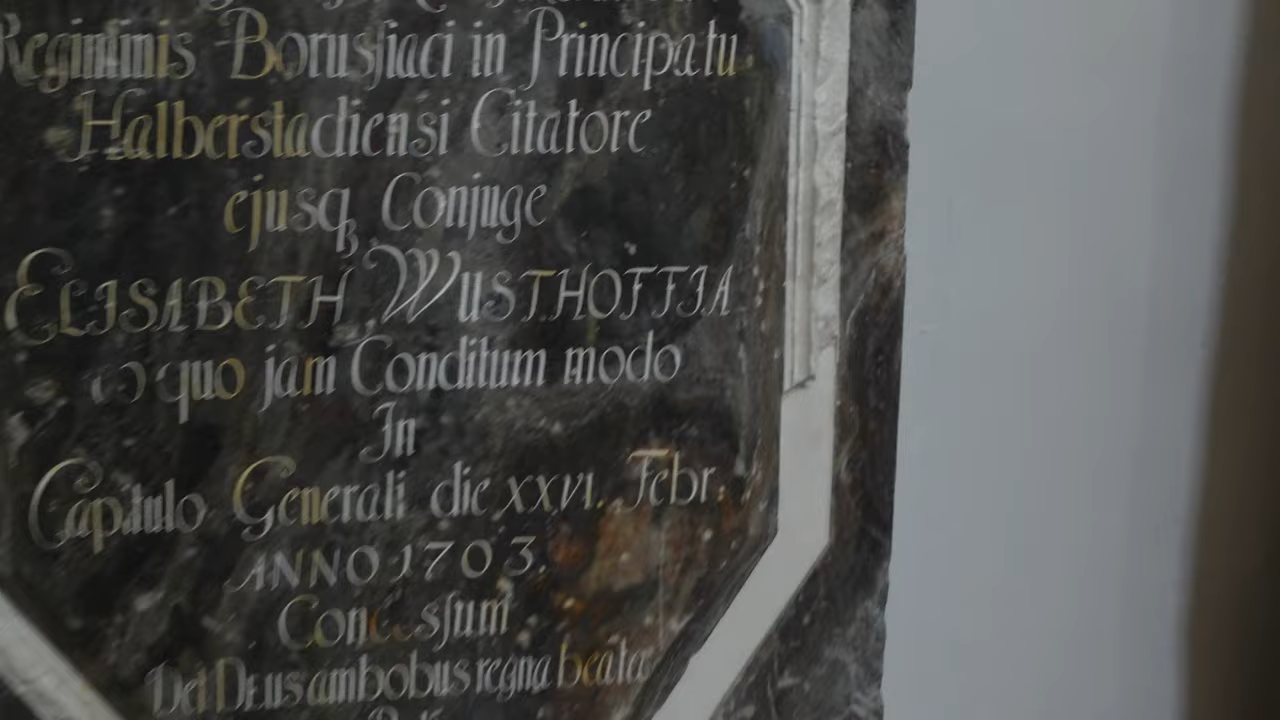 Regiminis Borusſiaci in Principatu
Halberstadiensi Citatore
ejusq, Conjuge
ELISABETH WUSTHOFFIA
quo jam Conditum modo
In
Capitulo Generali die XXVI. Febr.
ANNO 1703.
Concesſum
Det DEUS ambobus regna beata